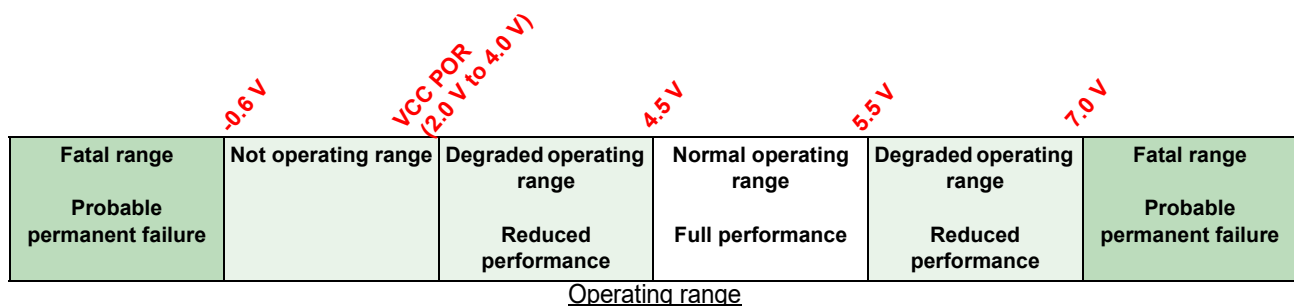 -0.6 V
VCC POR
(2.0 V to 4.0 V)
4.5 V
5.5 V
7.0 V
Fatal range
Probable
permanent failure
Not operating range
Degraded operating
range
Reduced
performance
Normal operating
range
Full performance
Degraded operating
range
Reduced
performance
Fatal range
Probable
permanent failure
Operating range